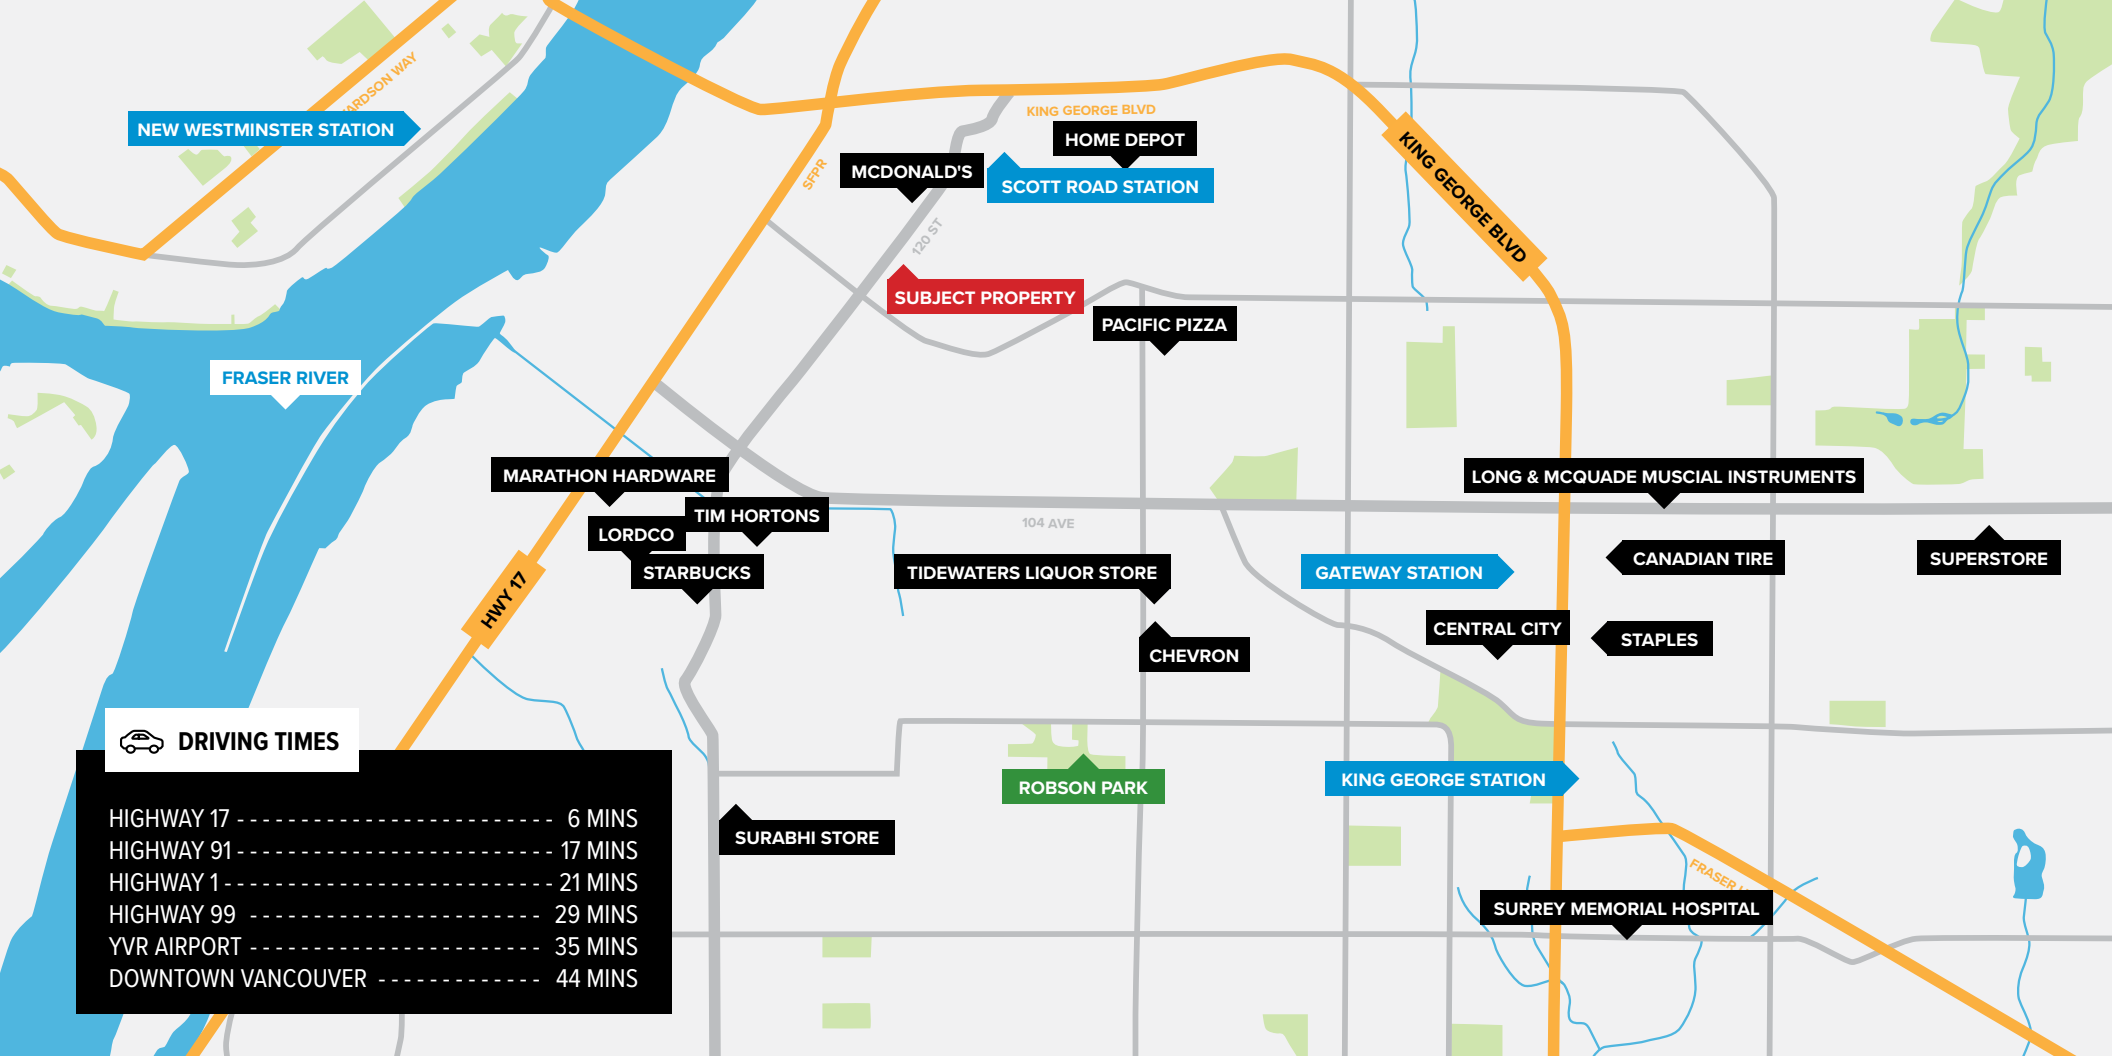 ARDSON WAY
NEW WESTMINSTER STATION
KING GEORGE BLVD
HOME DEPOT
KING GEORGE BLVD
SFPR
MCDONALD'S
SCOTT ROAD STATION
120 ST
SUBJECT PROPERTY
PACIFIC PIZZA
FRASER RIVER
MARATHON HARDWARE
LONG & MCQUADE MUSCIAL INSTRUMENTS
TIM HORTONS
104 AVE
LORDCO
STARBUCKS
TIDEWATERS LIQUOR STORE
GATEWAY STATION
CANADIAN TIRE
SUPERSTORE
HWY 17
CENTRAL CITY
STAPLES
CHEVRON
DRIVING TIMES
ROBSON PARK
KING GEORGE STATION
HIGHWAY 17 - - - - - - - - - - - - - - - - - - - - - - - - - 6 MINS
HIGHWAY 91 - - - - - - - - - - - - - - - - - - - - - - - - - 17 MINS
HIGHWAY 1 - - - - - - - - - - - - - - - - - - - - - - - - - - 21 MINS
HIGHWAY 99 - - - - - - - - - - - - - - - - - - - - - - - 29 MINS
YVR AIRPORT - - - - - - - - - - - - - - - - - - - - - - - 35 MINS
DOWNTOWN VANCOUVER - - - - - - - - - - - - - 44 MINS
SURABHI STORE
FRASER
SURREY MEMORIAL HOSPITAL